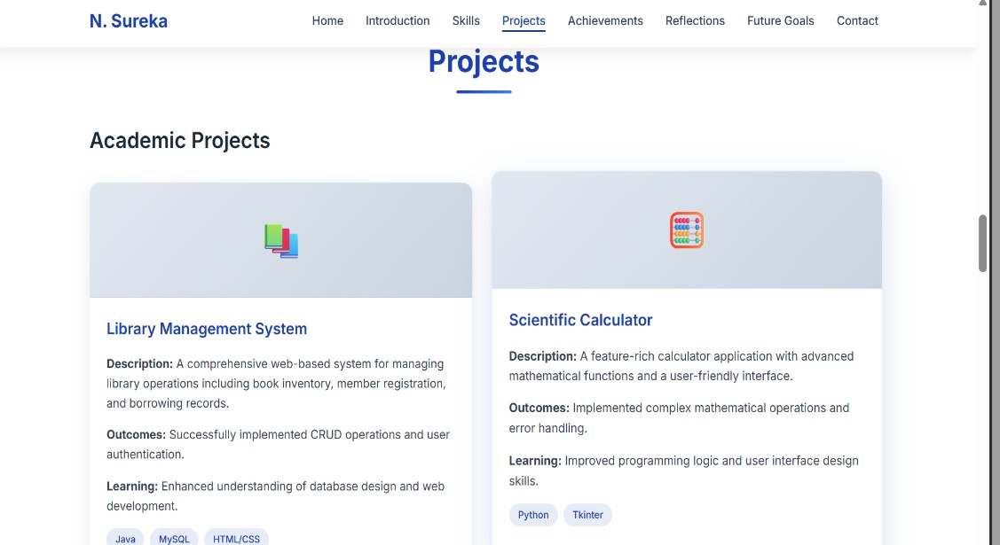 N. Sureka
Home Introduction Skills Projects Achievements Reflections Future Goals Contact
Projects
Academic Projects
Library Management System
Description: A comprehensive web-based system for managing
library operations including book inventory, member registration,
and borrowing records.
Outcomes: Successfully implemented CRUD operations and user
authentication.
Learning: Enhanced understanding of database design and web
development.
Java MySQL HTML/CSS
Scientific Calculator
Description: A feature-rich calculator application with advanced
mathematical functions and a user-friendly interface.
Outcomes: Implemented complex mathematical operations and
error handling.
Learning: Improved programming logic and user interface design
skills.
Python Tkinter